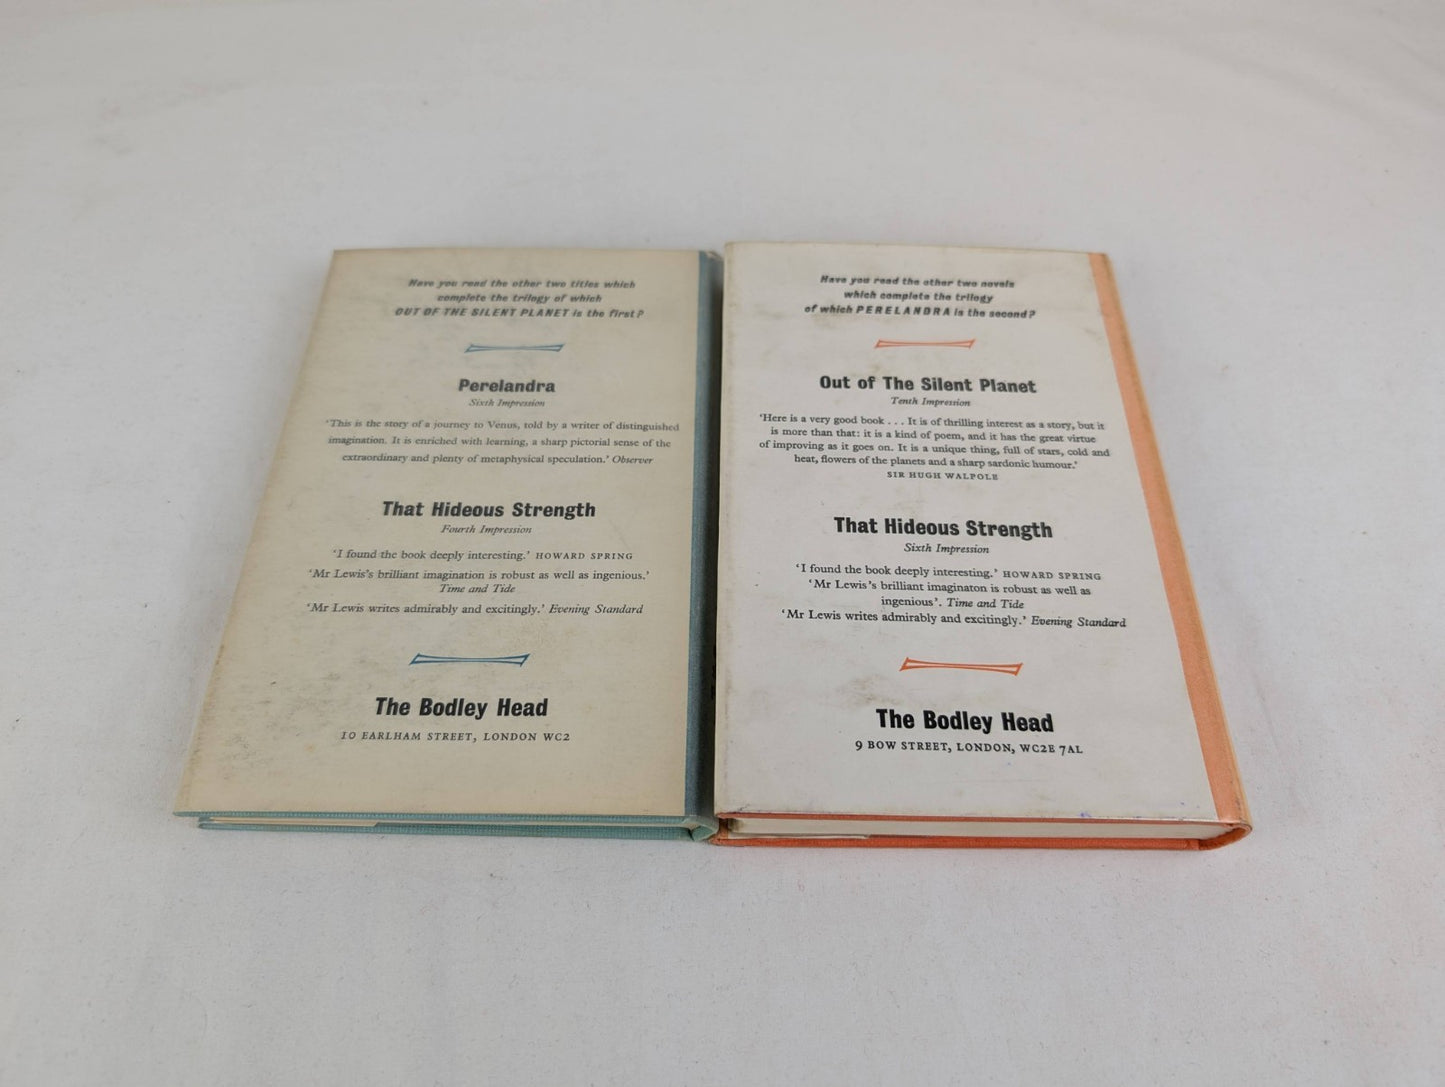 Have you read the other two titles which
complete the trilogy of which
OUT OF THE SILENT PLANET is the first?
Perelandra
Sixth Impression
'This is the story of a journey to Venus, told by a writer of distinguished
imagination. It is enriched with learning, a sharp pictorial sense of the
extraordinary and plenty of metaphysical speculation.' Observer
That Hideous Strength
Fourth Impression
'I found the book deeply interesting.' HOWARD SPRING
'Mr Lewis's brilliant imagination is robust as well as ingenious.'
Time and Tide
'Mr Lewis writes admirably and excitingly.' Evening Standard
The Bodley Head
10 EARLHAM STREET, LONDON WC2
Have you read the other two novels
which complete the trilogy
of which PERELANDRA is the second?
Out of The Silent Planet
Tenth Impression
'Here is a very good book . . . It is of thrilling interest as a story, but it
is more than that: it is a kind of poem, and it has the great virtue
of improving as it goes on. It is a unique thing, full of stars, cold and
heat, flowers of the planets and a sharp sardonic humour.'
SIR HUGH WALPOLE
That Hideous Strength
Sixth Impression
'I found the book deeply interesting.' HOWARD SPRING
'Mr Lewis's brilliant imaginaton is robust as well as
ingenious'. Time and Tide
'Mr Lewis writes admirably and excitingly.' Evening Standard
The Bodley Head
9 BOW STREET, LONDON, WC2E 7AL